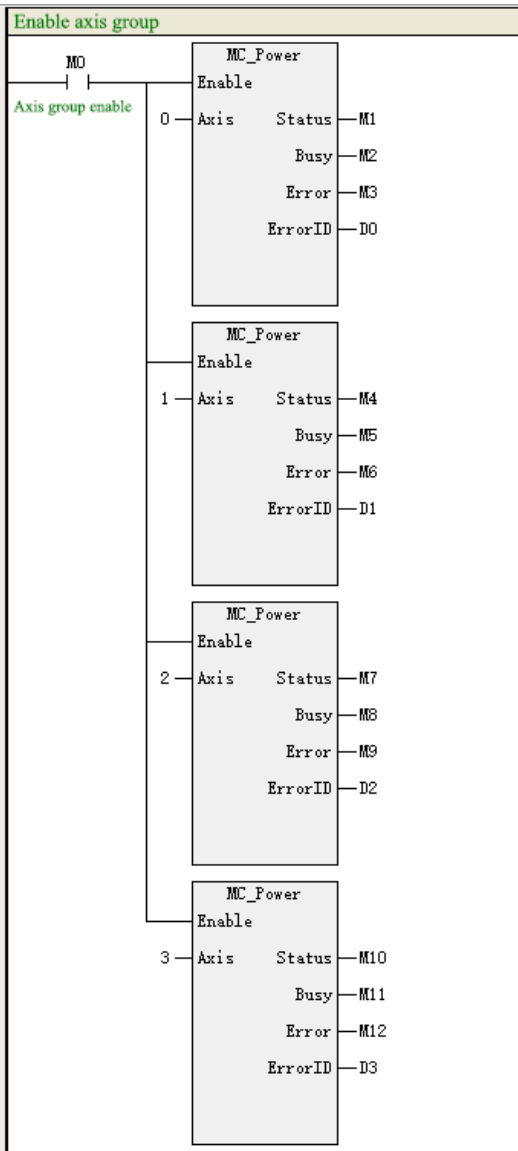 Enable axis group
M0
Axis group enable
MC_Power
Enable
0 Axis Status M1
Busy M2
Error M3
ErrorID D0
MC_Power
Enable
1 Axis Status M4
Busy M5
Error M6
ErrorID D1
MC_Power
Enable
2 Axis Status M7
Busy M8
Error M9
ErrorID D2
MC_Power
Enable
3 Axis Status M10
Busy M11
Error M12
ErrorID D3